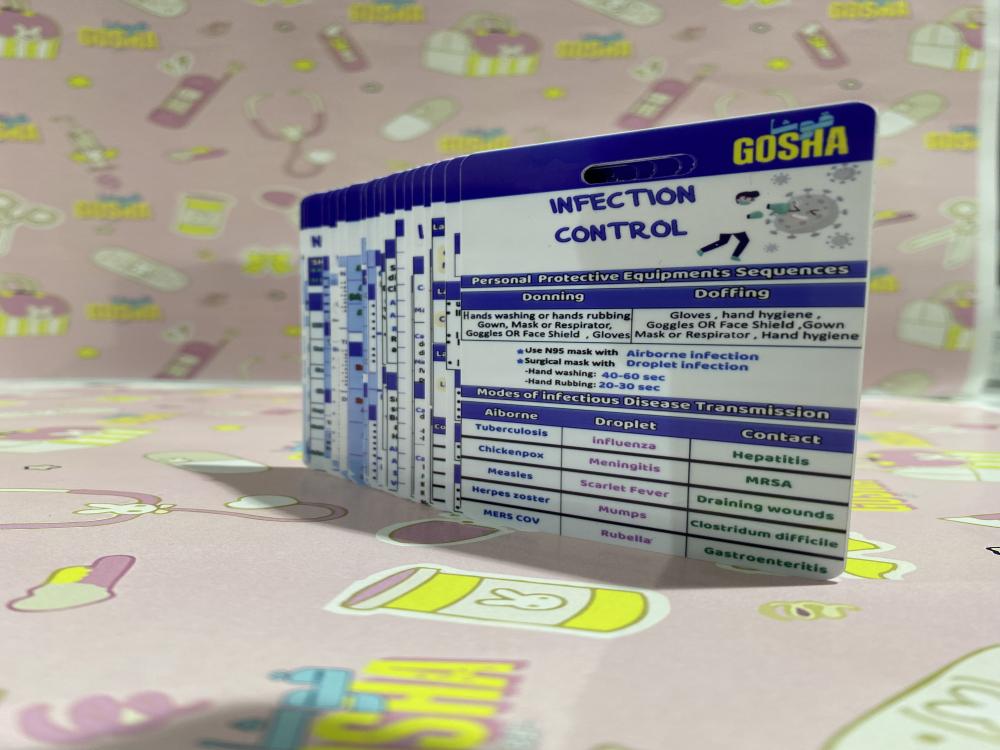 GOSHA
INFECTION
CONTROL
Personal Protective Equipments Sequences
Donning
Doffing
Hands washing or hands rubbing
Gown, Mask or Respirator,
Goggles OR Face Shield , Gloves
Gloves , hand hygiene ,
Goggles OR Face Shield ,Gown
Mask or Respirator , Hand hygiene
Use N95 mask with Airborne infection
Surgical mask with Droplet infection
-Hand washing: 40-60 sec
-Hand Rubbing: 20-30 sec
Modes of infectious Disease Transmission
Aiborne Droplet Contact
Tuberculosis influenza Hepatitis
Chickenpox Meningitis MRSA
Measles Scarlet Fever Draining wounds
Herpes zoster Mumps Clostridum difficile
MERS COV Rubella Gastroenteritis